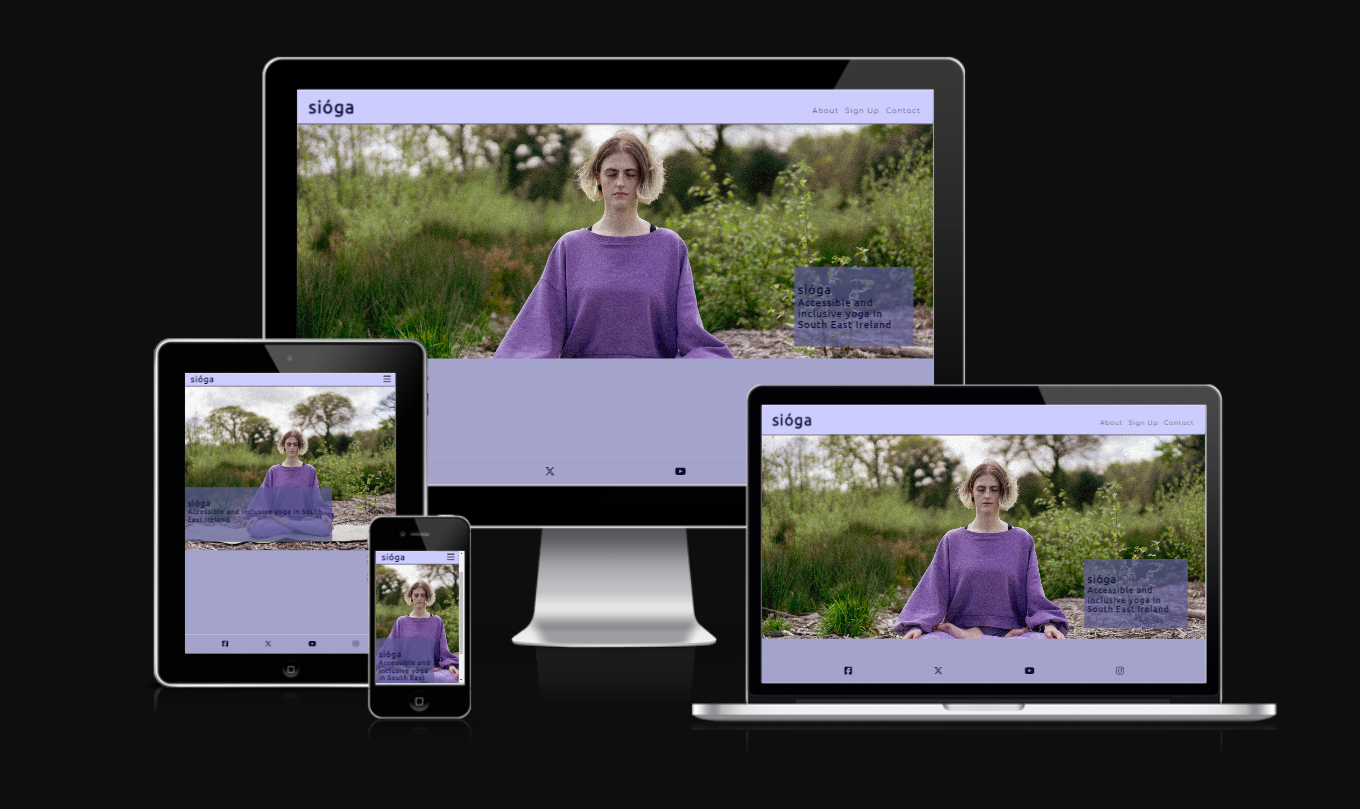 sióga
About Sign Up Contact
sióga
Accessible and
inclusive yoga in
South East Ireland
sióga
sióga
Accessible and inclusive yoga in South
East Ireland
sióga
sióga
Accessible and
inclusive yoga
in South East
sióga
About Sign Up Contact
sióga
Accessible and
inclusive yoga in
South East Ireland